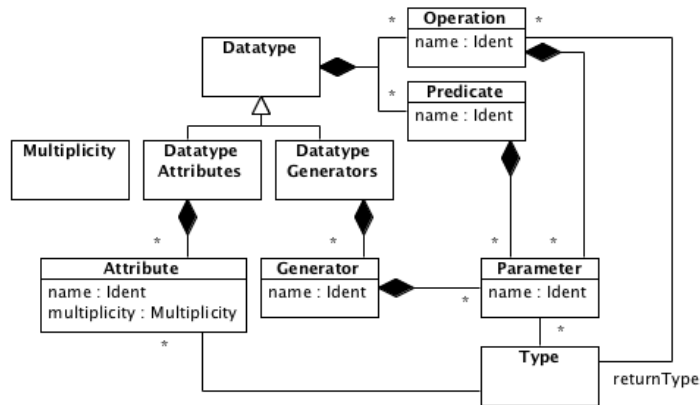 *
Operation
*
name : Ident
Datatype
*
Predicate
name : Ident
Multiplicity
Datatype
Attributes
Datatype
Generators
*
*
*
*
Attribute
name : Ident
multiplicity : Multiplicity
Generator
name : Ident
*
Parameter
name : Ident
*
*
Type
returnType